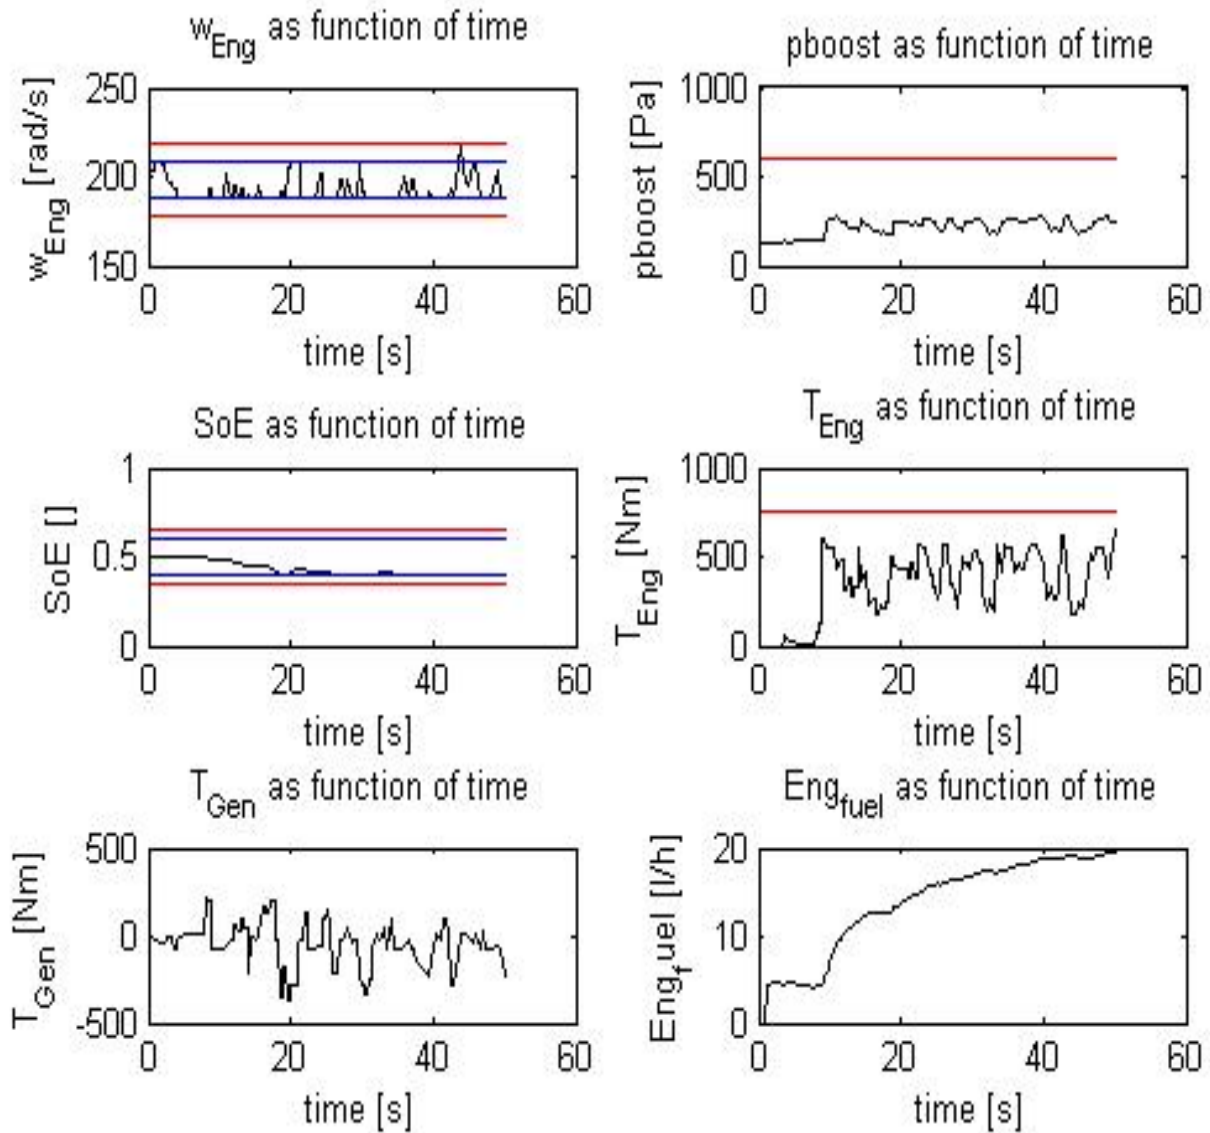 w_Eng as function of time
w_Eng [rad/s]
250
200
150
0 20 40 60
time [s]
pboost as function of time
pboost [Pa]
1000
500
0
0 20 40 60
time [s]
SoE as function of time
SoE []
1
0.5
0
0 20 40 60
time [s]
T_Eng as function of time
T_Eng [Nm]
1000
500
0
0 20 40 60
time [s]
T_Gen as function of time
T_Gen [Nm]
500
0
-500
0 20 40 60
time [s]
Eng_fuel as function of time
Eng_fuel [l/h]
20
10
0
0 20 40 60
time [s]